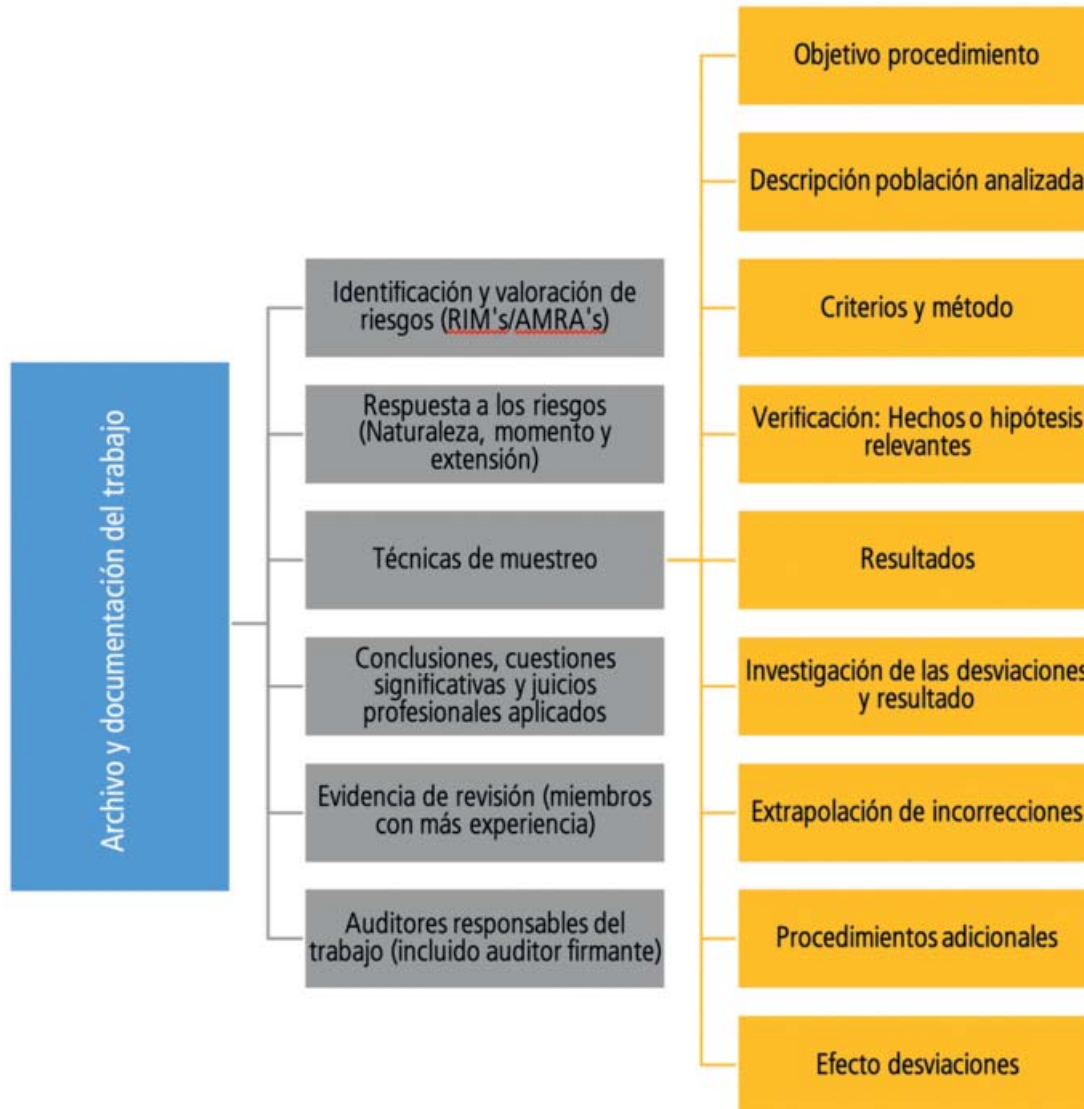 Archivo y documentación del trabajo
Identificación y valoración de
riesgos (RIM's/AMRA's)
Respuesta a los riesgos
(Naturaleza, momento y
extensión)
Técnicas de muestreo
Conclusiones, cuestiones
significativas y juicios
profesionales aplicados
Evidencia de revisión (miembros
con más experiencia)
Auditores responsables del
trabajo (incluido auditor firmante)
Objetivo procedimiento
Descripción población analizada
Criterios y método
Verificación: Hechos o hipótesis
relevantes
Resultados
Investigación de las desviaciones
y resultado
Extrapolación de incorrecciones
Procedimientos adicionales
Efecto desviaciones